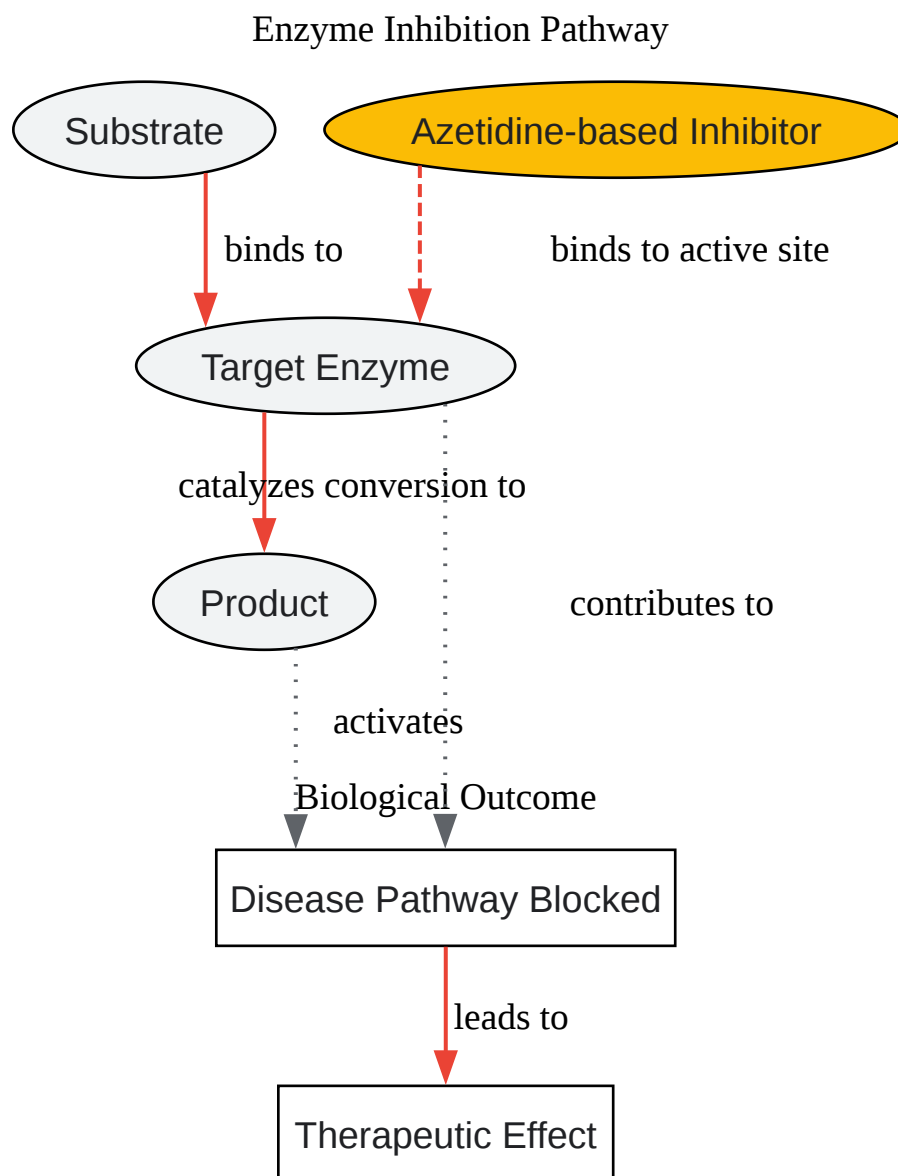 Enzyme Inhibition Pathway
Substrate
Azetidine-based Inhibitor
binds to
binds to active site
Target Enzyme
catalyzes conversion to
Product
contributes to
activates
Biological Outcome
Disease Pathway Blocked
leads to
Therapeutic Effect